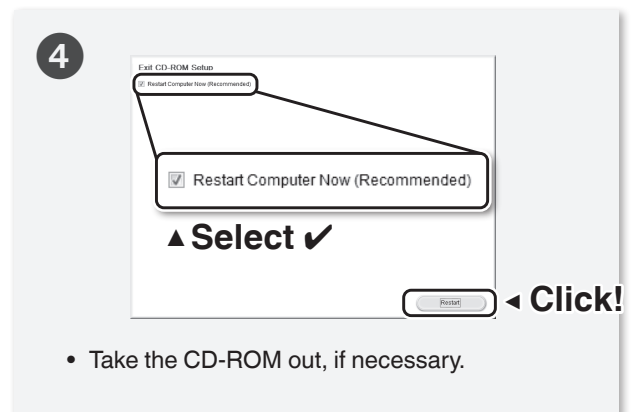 4
Exit CD-ROM Setup
Restart Computer Now (Recommended)
Restart Computer Now (Recommended)
▲Select ✔
Restart
◄ Click!
• Take the CD-ROM out, if necessary.